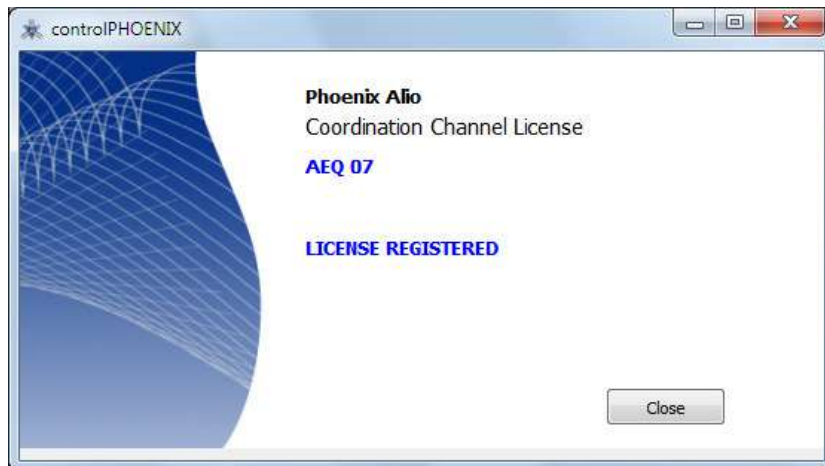 controlPHOENIX
Phoenix Alio
Coordination Channel License
AEQ 07
LICENSE REGISTERED
Close